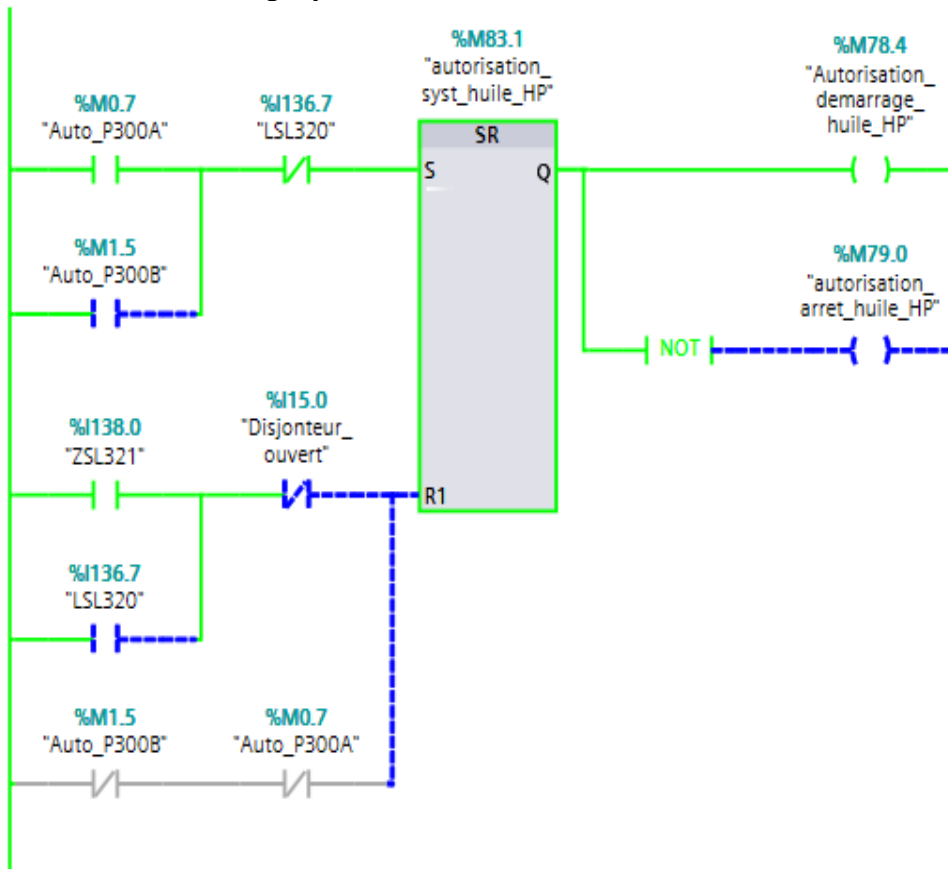 %M83.1
"autorisation_
syst_huile_HP"
%M78.4
"Autorisation_
demarrage_
huile_HP"
%M0.7
"Auto_P300A"
%I136.7
"LSL320"
SR
S
Q
%M1.5
"Auto_P300B"
%M79.0
"autorisation_
arret_huile_HP"
NOT
%I138.0
"ZSL321"
%I15.0
"Disjonteur_
ouvert"
R1
%I136.7
"LSL320"
%M1.5
"Auto_P300B"
%M0.7
"Auto_P300A"